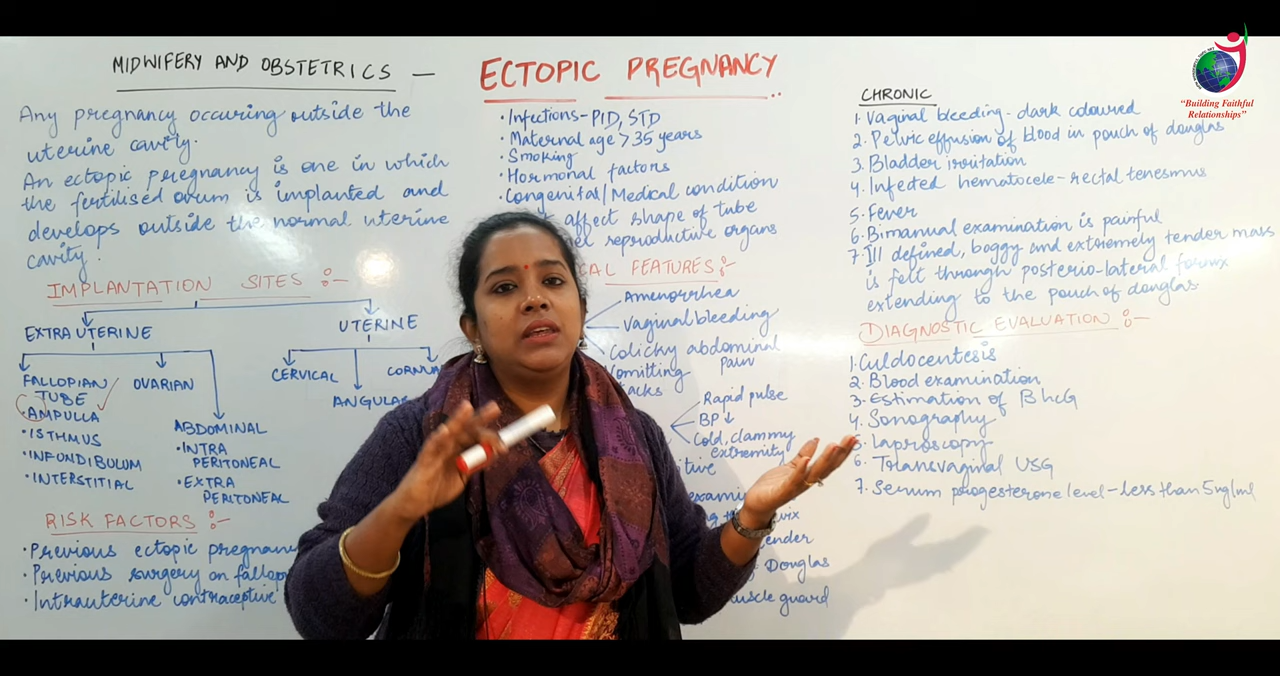 MIDWIFERY AND OBSTETRICS –
ECTOPIC PREGNANCY
Any pregnancy occuring outside the
uterine cavity.
An ectopic pregnancy is one in which
the fertilised ovum is implanted and
develops outside the normal uterine
cavity.
IMPLANTATION SITES :-
EXTRA UTERINE
UTERINE
FALLOPIAN
TUBE
OVARIAN
CERVICAL
ANGULAR
•AMPULLA
•ISTHMUS
•INFUNDIBULUM
•INTERSTITIAL
ABDOMINAL
•INTRA
PERITONEAL
•EXTRA
PERITONEAL
RISK FACTORS :-
•Previous ectopic pregnancy
•Previous surgery on
•Intrauterine contraceptive
•Infections-PID, STD
•Maternal age >35 years
•Smoking
•Hormonal factors
•Congenital/Medical condition
affect shape of tube
reproductive organs
FEATURES :-
Amenorrhea
Vaginal bleeding
Colicky abdominal
pain
Vomitting
Rapid pulse
BP↓
Cold, clammy
extremity
Douglas
guard
CHRONIC
1. Vaginal bleeding - dark coloured
2. Pelvic effusion of blood in pouch of douglas
3. Bladder irritation
4. Infected hematocele - rectal tenesmus
5. Fever
6. Bimanual examination is painful
7. Ill defined, boggy and extremely tender mass
is felt through posterio-lateral fornix
extending to the pouch of douglas.
DIAGNOSTIC EVALUATION :-
1. Culdocentesis
2. Blood examination
3. Estimation of B hcG
4. Sonography
5. Laproscopy
6. Transvaginal USG
7. Serum progesterone level - less than 5ng/ml
"Building Faithful
Relationships"